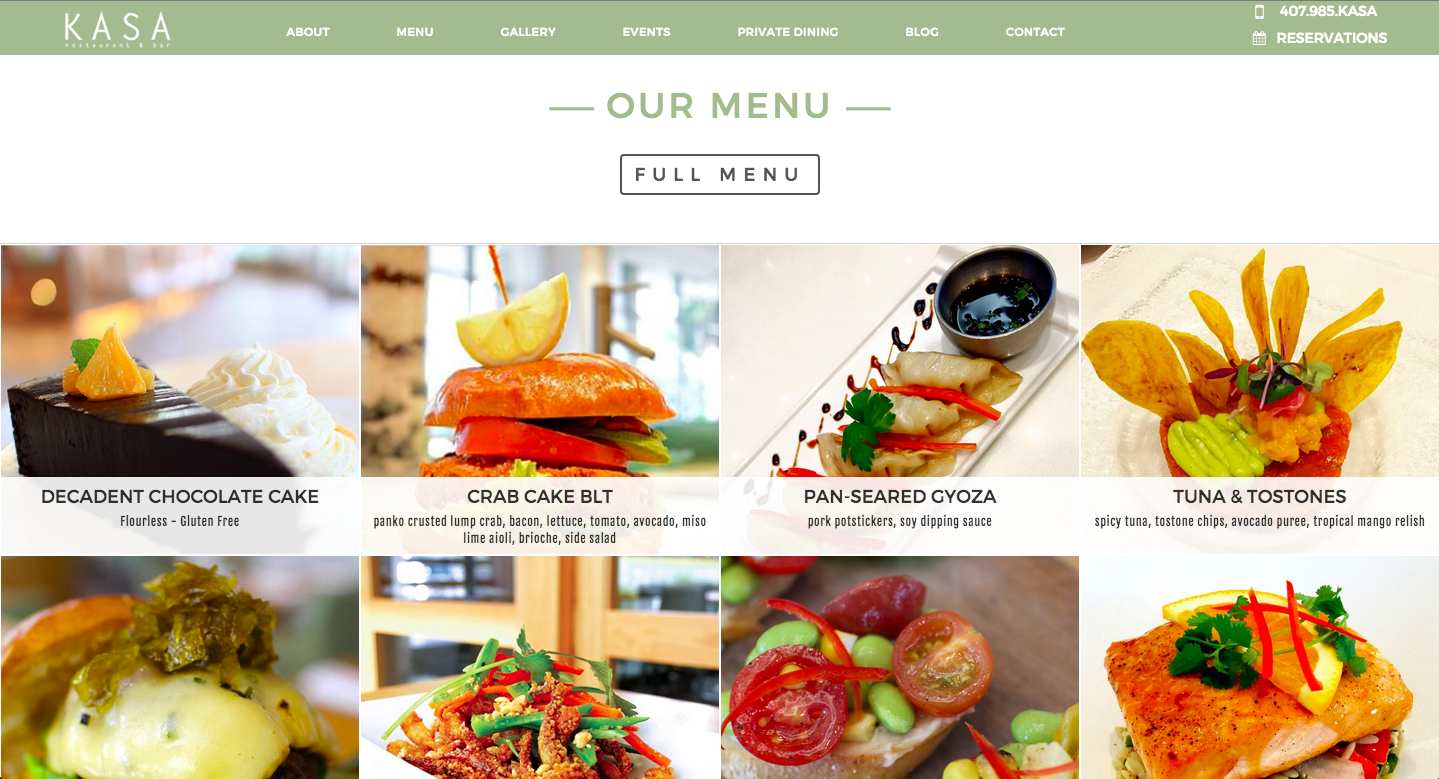 KASA
restaurant & bar
ABOUT
MENU
GALLERY
EVENTS
PRIVATE DINING
BLOG
CONTACT
407.985.KASA
RESERVATIONS
OUR MENU
FULL MENU
DECADENT CHOCOLATE CAKE
Flourless - Gluten Free
CRAB CAKE BLT
panko crusted lump crab, bacon, lettuce, tomato, avocado, miso
lime aioli, brioche, side salad
PAN-SEARED GYOZA
pork potstickers, soy dipping sauce
TUNA & TOSTONES
spicy tuna, tostone chips, avocado puree, tropical mango relish